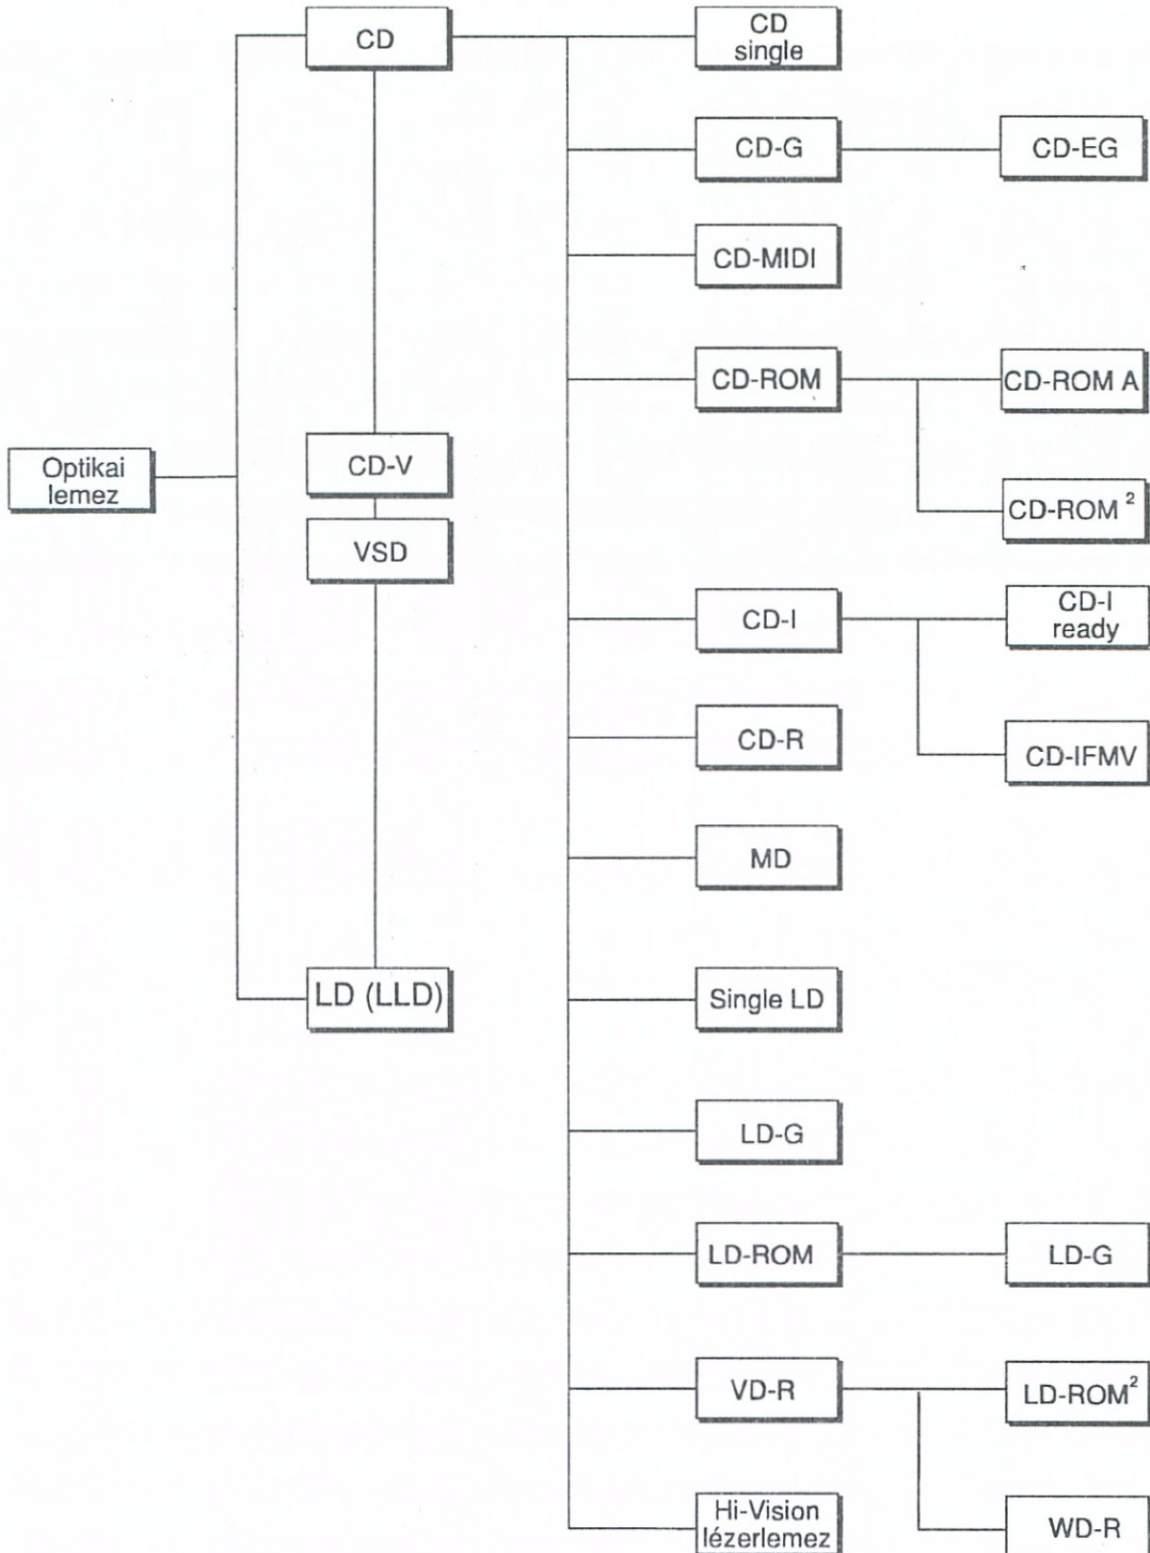 CD
CD
single
CD-G
CD-EG
CD-MIDI
CD-ROM
CD-ROM A
Optikai
lemez
CD-V
CD-ROM ²
VSD
CD-I
CD-I
ready
CD-R
CD-IFMV
MD
LD (LLD)
Single LD
LD-G
LD-ROM
LD-G
VD-R
LD-ROM²
Hi-Vision
lézerlemez
WD-R